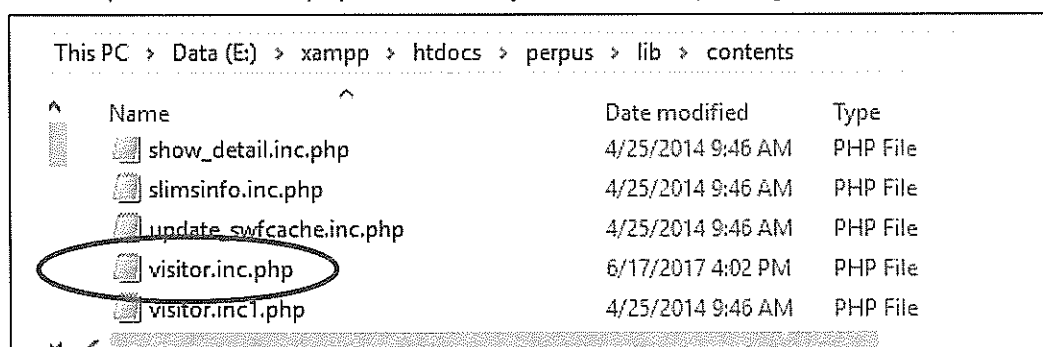 This PC > Data (E:) > xampp > htdocs > perpus > lib > contents
Name Date modified Type
show_detail.inc.php 4/25/2014 9:46 AM PHP File
slimsinfo.inc.php 4/25/2014 9:46 AM PHP File
update_swfcache.inc.php 4/25/2014 9:46 AM PHP File
visitor.inc.php 6/17/2017 4:02 PM PHP File
visitor.inc1.php 4/25/2014 9:46 AM PHP File